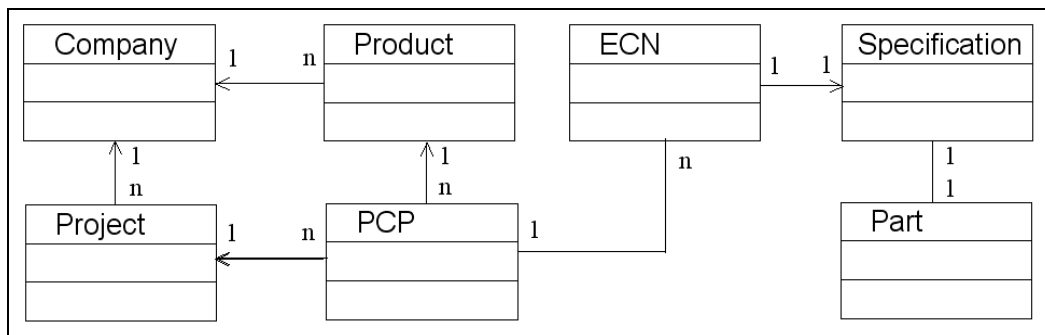 Company
Product
ECN
Specification
1
n
1
1
1
n
1
n
n
1
1
Project
PCP
Part
1
n
1